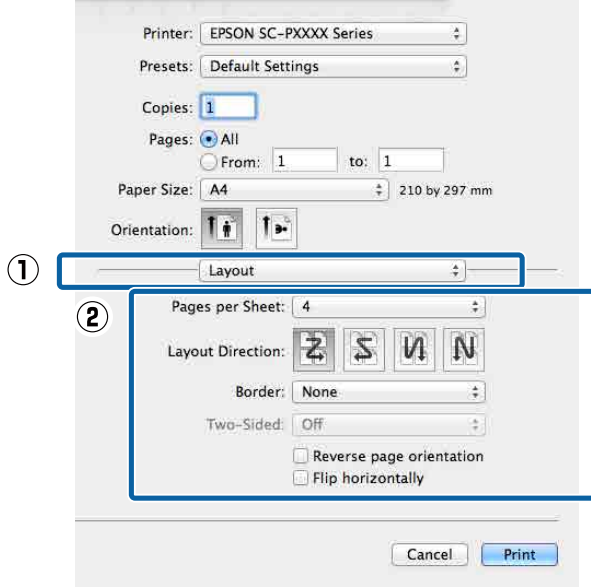 Printer: EPSON SC-PXXXX Series
Presets: Default Settings
Copies: 1
Pages: All
From: 1 to: 1
Paper Size: A4 210 by 297 mm
Orientation:
① Layout
② Pages per Sheet: 4
Layout Direction:
Border: None
Two-Sided: Off
Reverse page orientation
Flip horizontally
Cancel Print